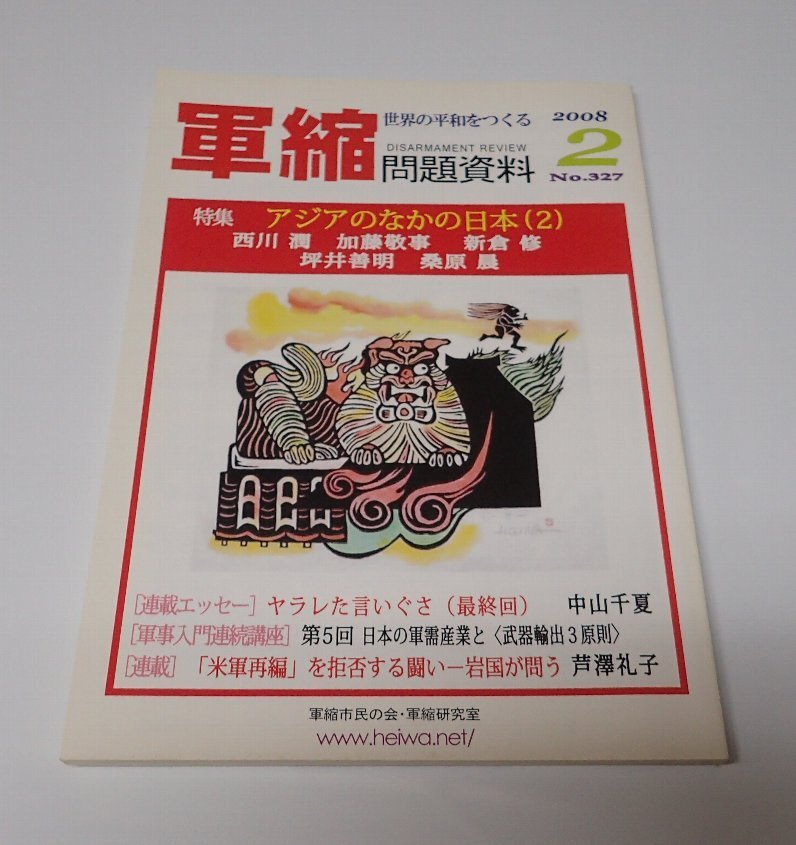 軍縮 世界の平和をつくる 2008
DISARMAMENT REVIEW 2
問題資料 No.327
特集 アジアのなかの日本(2)
西川 潤 加藤敬事 新倉 修
坪井善明 桑原 晨
[連載エッセー] ヤラレた言いぐさ(最終回) 中山千夏
[軍事入門連続講座] 第5回 日本の軍需産業と〈武器輸出3原則〉
[連載] 「米軍再編」を拒否する闘い−岩国が問う 芦澤礼子
軍縮市民の会・軍縮研究室
www.heiwa.net/